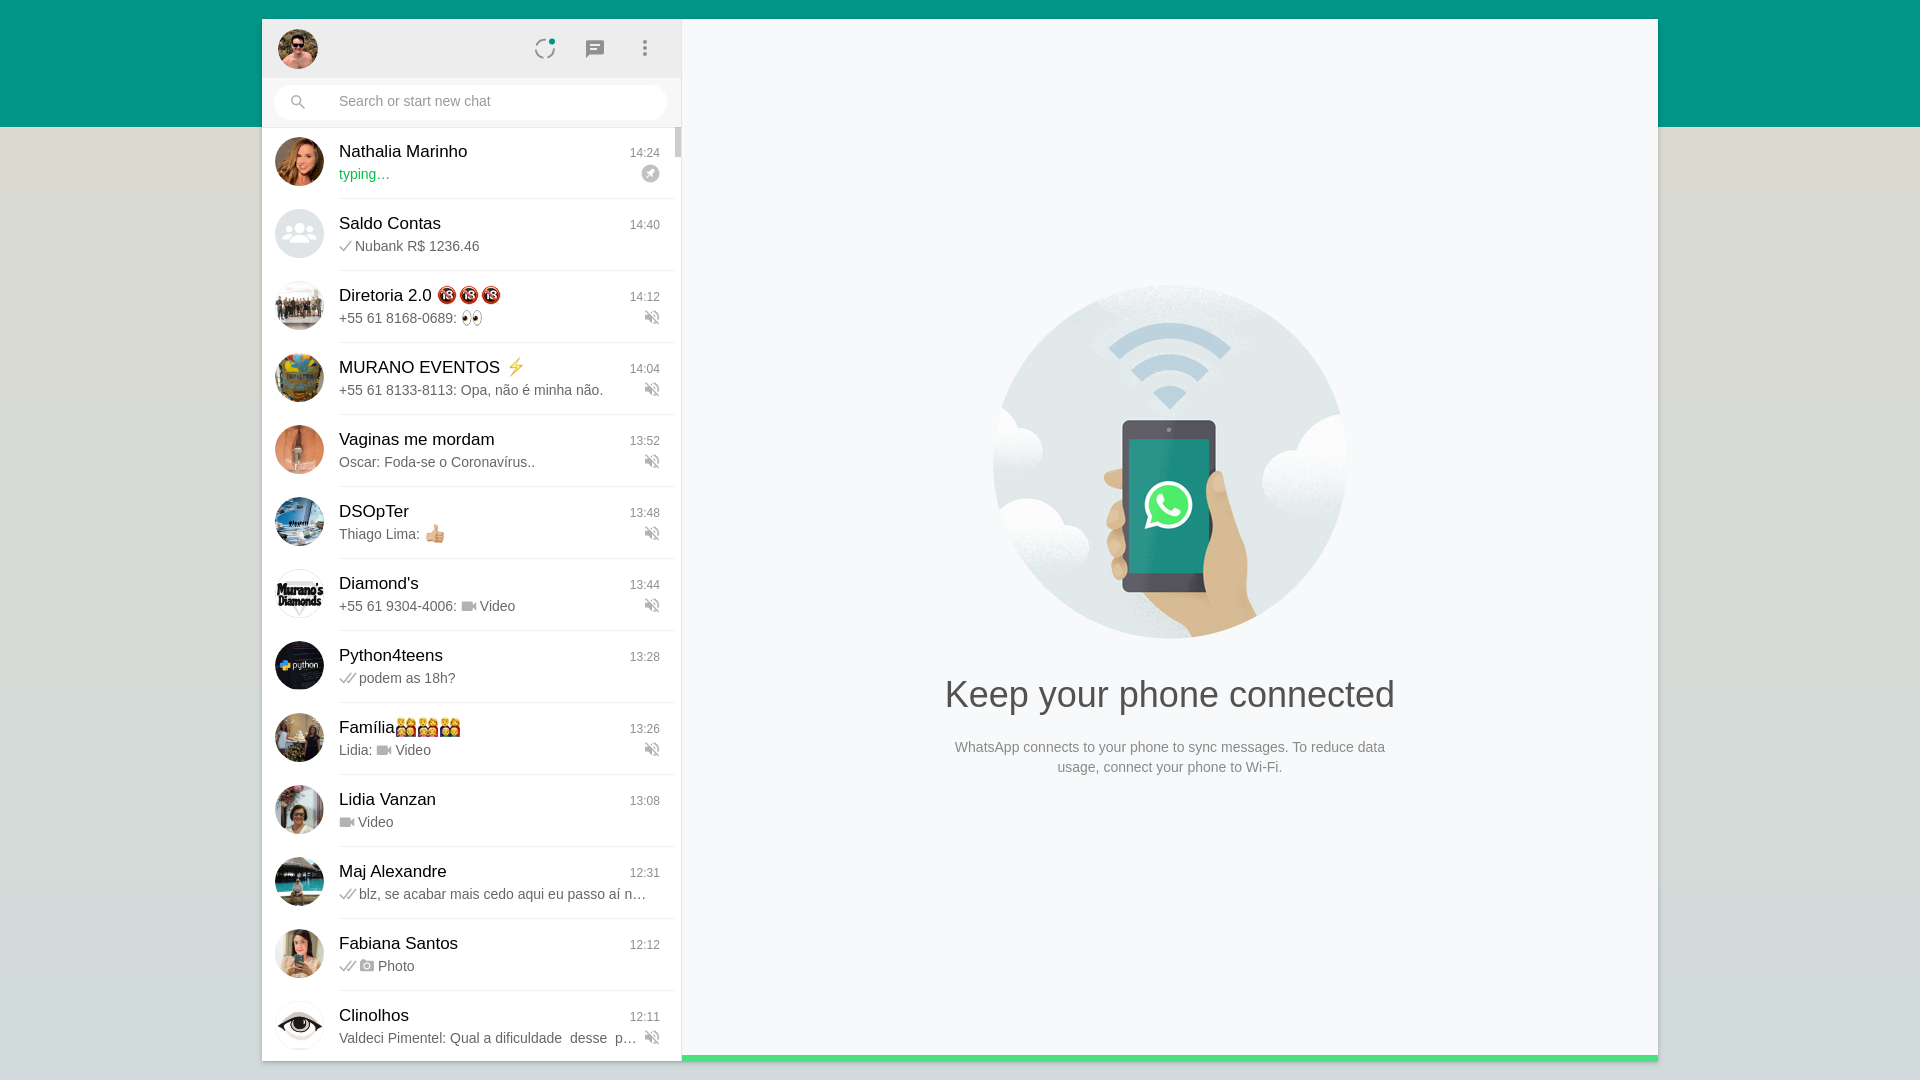 Search or start new chat
Nathalia Marinho 14:24
typing…
Saldo Contas 14:40
Nubank R$ 1236.46
Diretoria 2.0 🔞🔞🔞 14:12
+55 61 8168-0689: 👀
MURANO EVENTOS ⚡ 14:04
+55 61 8133-8113: Opa, não é minha não.
Vaginas me mordam 13:52
Oscar: Foda-se o Coronavírus..
DSOpTer 13:48
Thiago Lima: 👍🏼
Murano's
Diamonds
Diamond's 13:44
+55 61 9304-4006: Video
python
Python4teens 13:28
podem as 18h?
Família👨‍👩‍👧‍👦👨‍👩‍👧‍👧👨‍👩‍👦‍👦 13:26
Lidia: Video
Lidia Vanzan 13:08
Video
Maj Alexandre 12:31
blz, se acabar mais cedo aqui eu passo aí n…
Fabiana Santos 12:12
Photo
Clinolhos 12:11
Valdeci Pimentel: Qual a dificuldade desse p…
Keep your phone connected
WhatsApp connects to your phone to sync messages. To reduce data
usage, connect your phone to Wi-Fi.